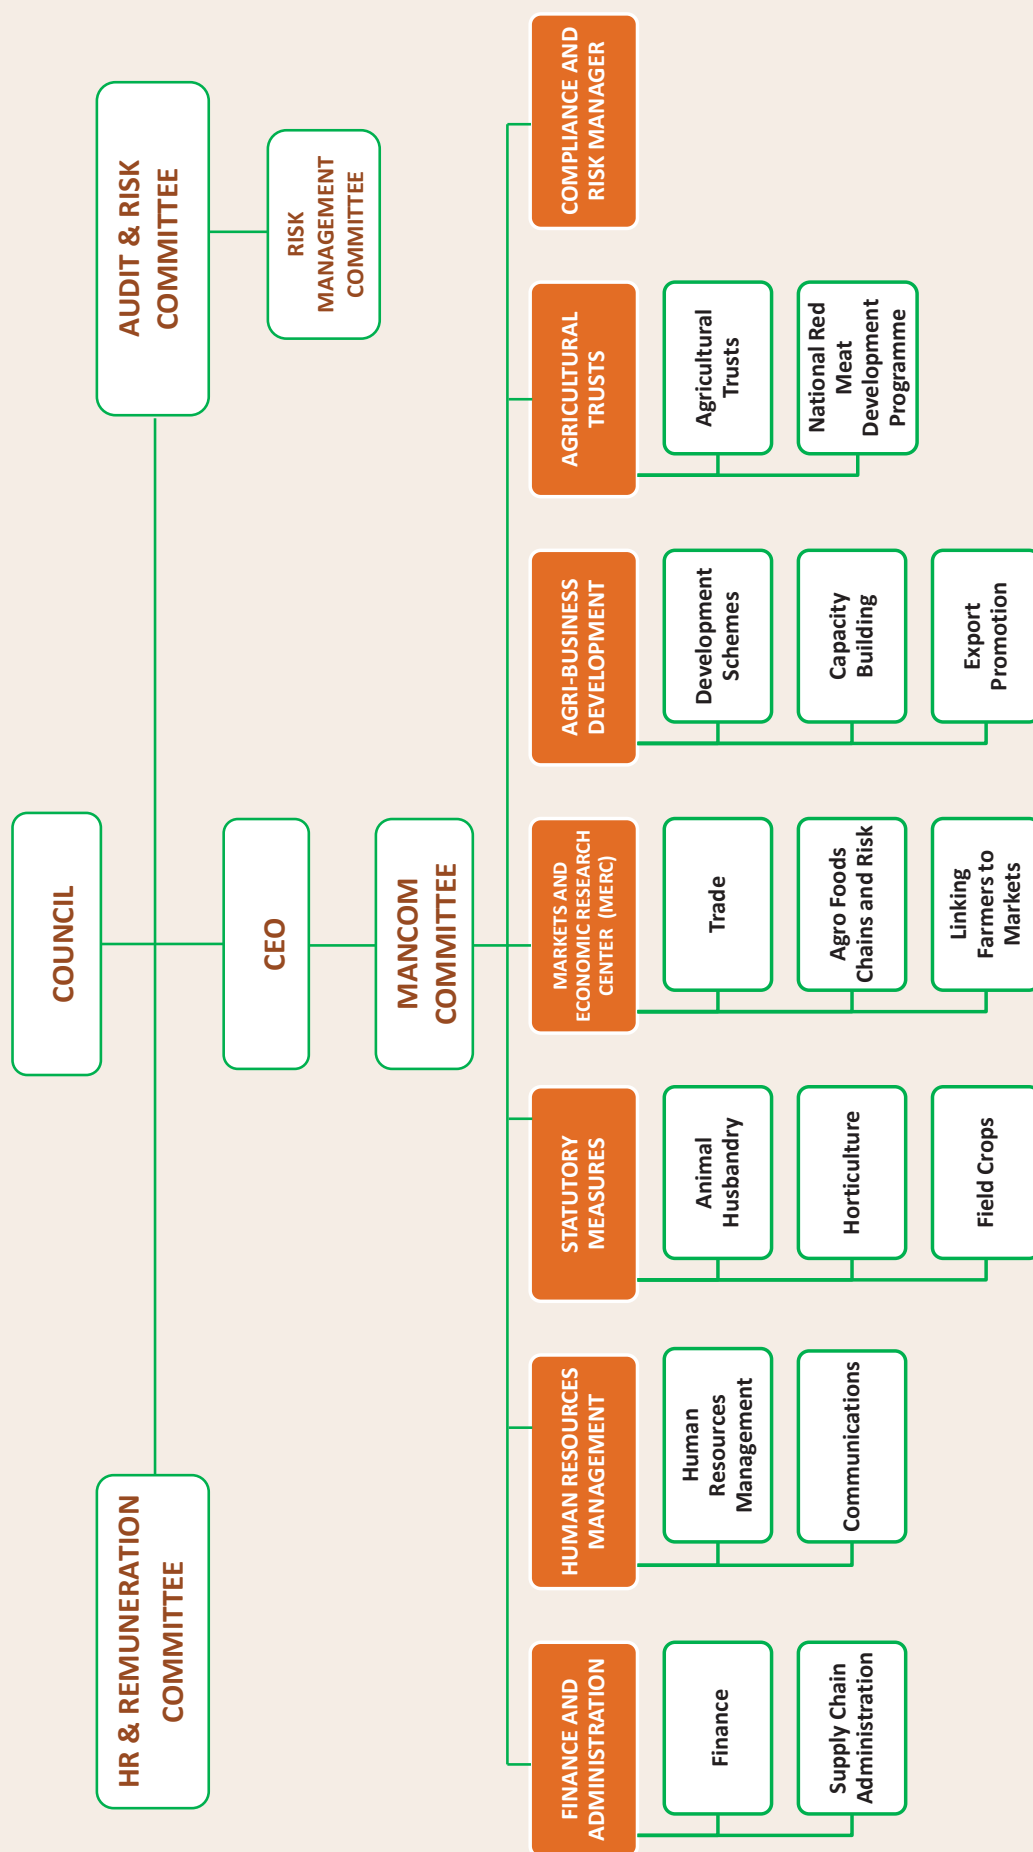 COUNCIL
HR & REMUNERATION
COMMITTEE
AUDIT & RISK
COMMITTEE
RISK
MANAGEMENT
COMMITTEE
CEO
MANCOM
COMMITTEE
FINANCE AND
ADMINISTRATION
Finance
Supply Chain
Administration
HUMAN RESOURCES
MANAGEMENT
Human
Resources
Management
Communications
STATUTORY
MEASURES
Animal
Husbandry
Horticulture
Field Crops
MARKETS AND
ECONOMIC RESEARCH
CENTER (MERC)
Trade
Agro Foods
Chains and Risk
Linking
Farmers to
Markets
AGRI-BUSINESS
DEVELOPMENT
Development
Schemes
Capacity
Building
Export
Promotion
AGRICULTURAL
TRUSTS
Agricultural
Trusts
National Red
Meat
Development
Programme
COMPLIANCE AND
RISK MANAGER